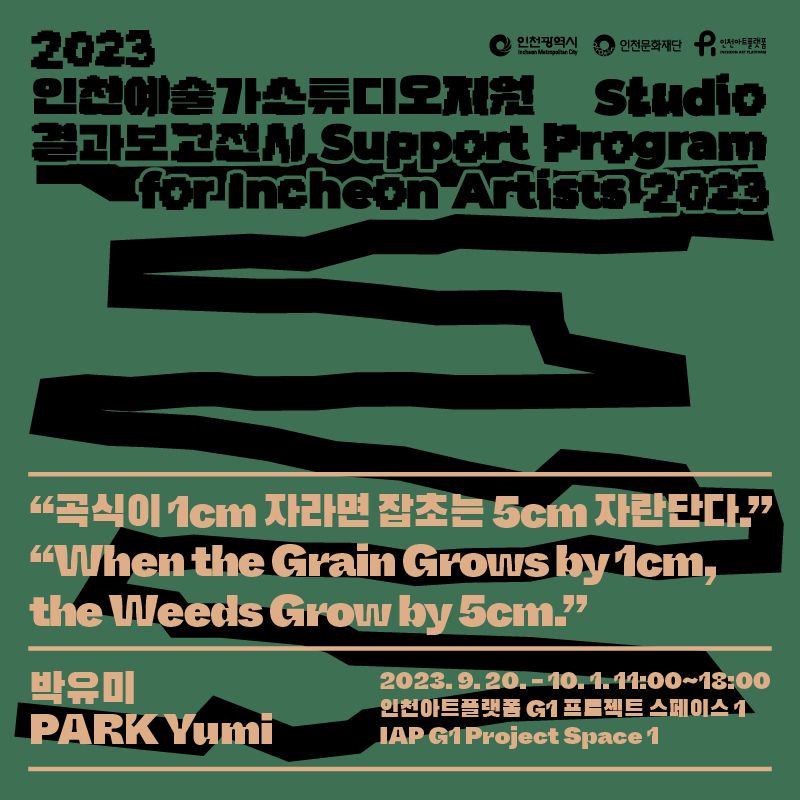 인천광역시
Incheon Metropolitan City
인천문화재단
인천아트플랫폼
INCHEON ART PLATFORM
2023
인천예술가스튜디오지원 Studio
결과보고전시 Support Program
for Incheon Artists 2023
“곡식이 1cm 자라면 잡초는 5cm 자란단다.”
“When the Grain Grows by 1cm,
the Weeds Grow by 5cm.”
박유미
PARK Yumi
2023. 9. 20. – 10. 1. 11:00~18:00
인천아트플랫폼 G1 프로젝트 스페이스 1
IAP G1 Project Space 1